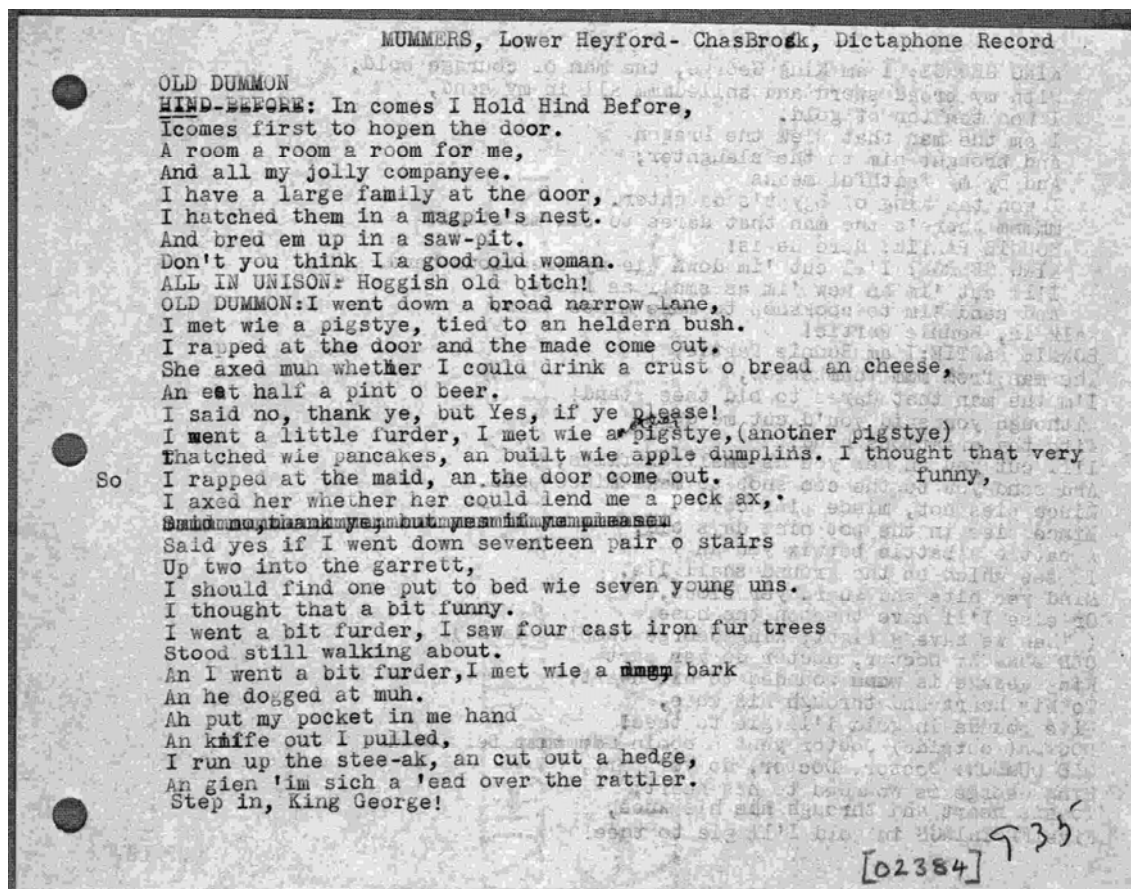 MUMMERS, Lower Heyford- ChasBrock, Dictaphone Record
OLD DUMMON
HIND-BEFORE: In comes I Hold Hind Before,
Icomes first to hopen the door.
A room a room a room for me,
And all my jolly companyee.
I have a large family at the door,
I hatched them in a magpie's nest.
And bred em up in a saw-pit.
Don't you think I a good old woman.
ALL IN UNISON: Hoggish old bitch!
OLD DUMMON:I went down a broad narrow lane,
I met wie a pigstye, tied to an heldern bush.
I rapped at the door and the made come out.
She axed muh whether I could drink a crust o bread an cheese,
An eat half a pint o beer.
I said no, thank ye, but Yes, if ye please!
I went a little furder, I met wie a pigstye,(another pigstye)
thatched wie pancakes, an built wie apple dumplins. I thought that very
So I rapped at the maid, an the door come out. funny,
I axed her whether her could lend me a peck ax,
Said no, thank ye, but yes if ye please
Said yes if I went down seventeen pair o stairs
Up two into the garrett,
I should find one put to bed wie seven young uns.
I thought that a bit funny.
I went a bit furder, I saw four cast iron fur trees
Stood still walking about.
An I went a bit furder,I met wie a bark
An he dogged at muh.
Ah put my pocket in me hand
An knife out I pulled,
I run up the stee-ak, an cut out a hedge,
An gien 'im sich a 'ead over the rattler.
Step in, King George!
935
[02384]